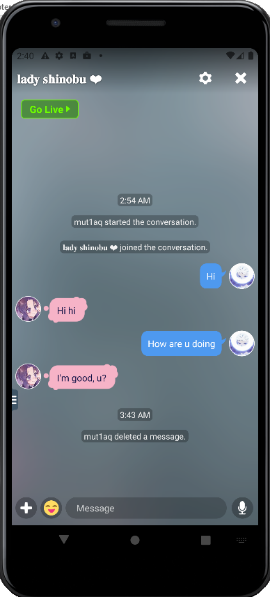 2:40
lady shinobu ❤
Go Live
2:54 AM
mut1aq started the conversation.
lady shinobu ❤ joined the conversation.
Hi
Hi hi
How are u doing
I'm good, u?
3:43 AM
mut1aq deleted a message.
Message